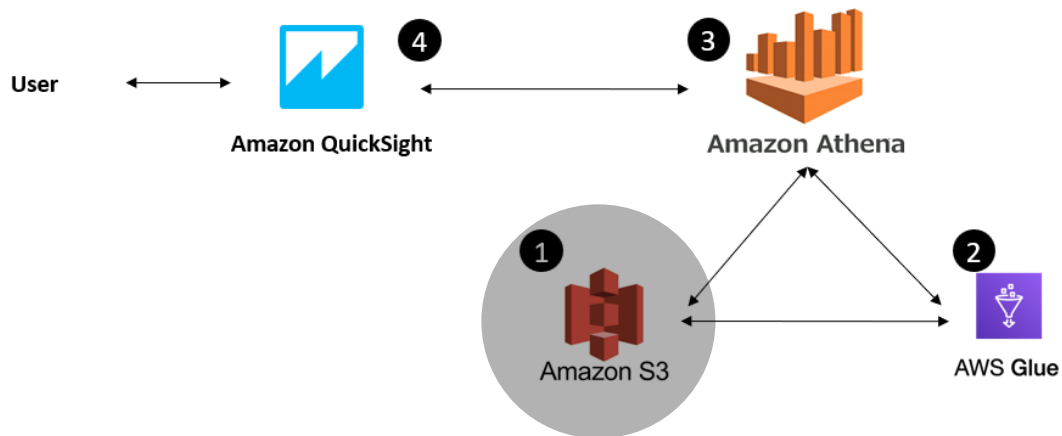 4
3
User
Amazon QuickSight
Amazon Athena
1
2
Amazon S3
AWS Glue